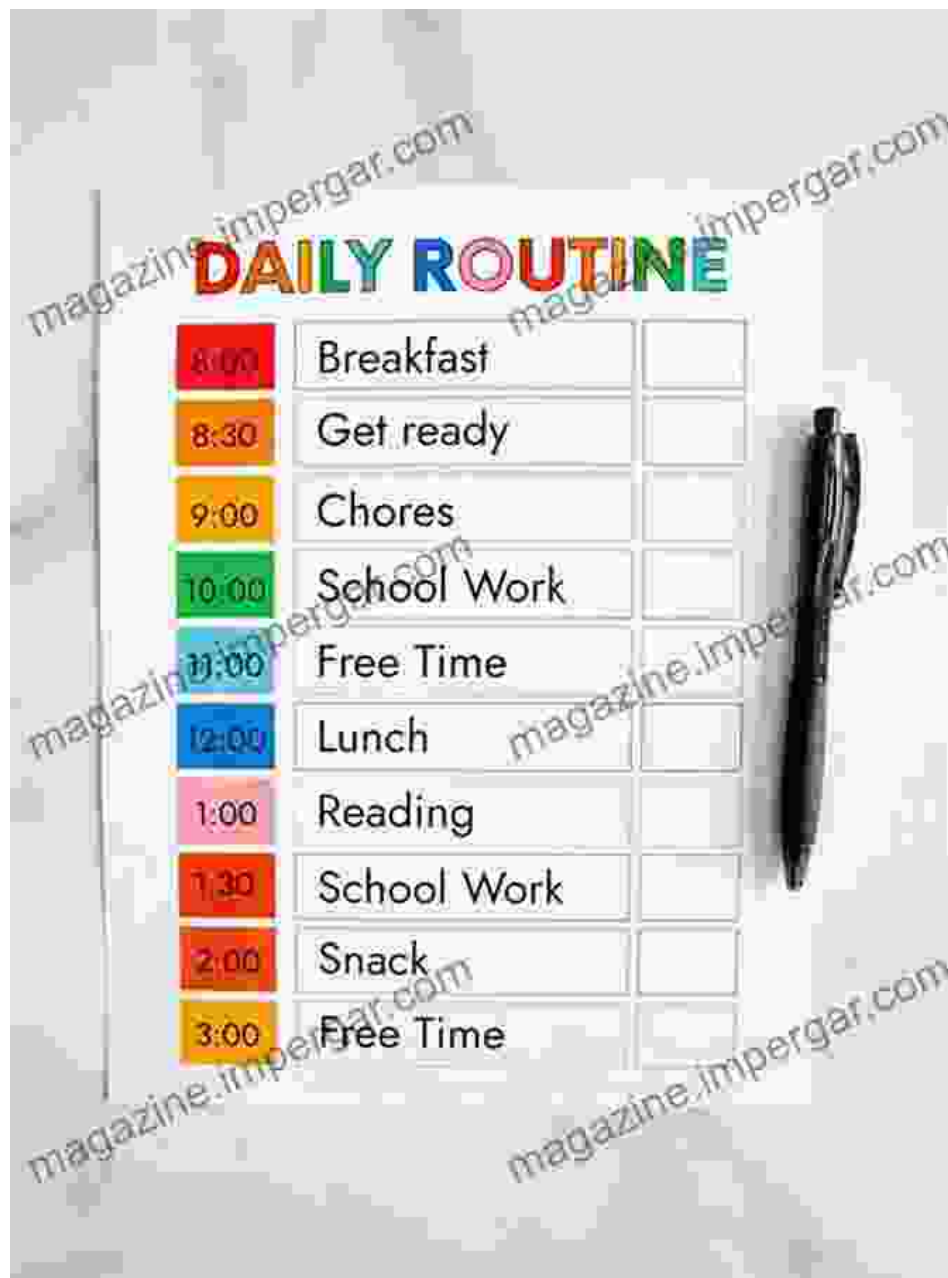 magazine.impergar.com
magazine.impergar.com
DAILY ROUTINE
8:00 Breakfast
8:30 Get ready
9:00 Chores
10:00 School Work
11:00 Free Time
magazine.impergar.com
magazine.impergar.com
12:00 Lunch
1:00 Reading
1:30 School Work
2:00 Snack
3:00 Free Time
magazine.impergar.com
magazine.impergar.com